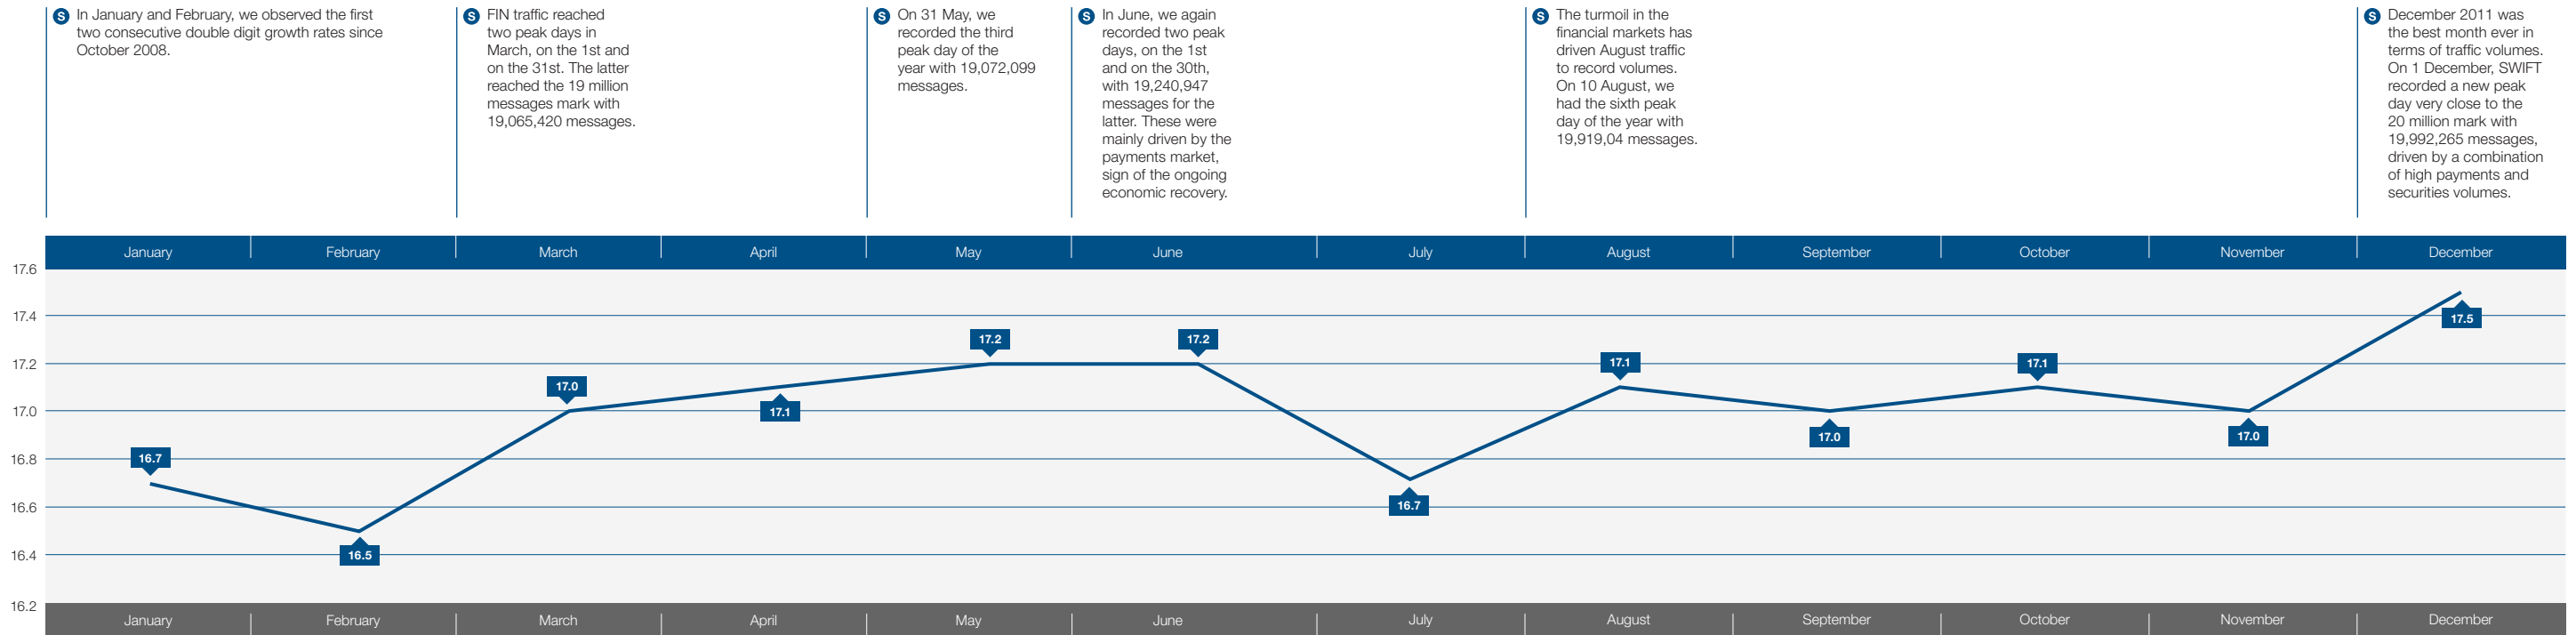 S In January and February, we observed the first
two consecutive double digit growth rates since
October 2008.
S FIN traffic reached
two peak days in
March, on the 1st and
on the 31st. The latter
reached the 19 million
messages mark with
19,065,420 messages.
S On 31 May, we
recorded the third
peak day of the
year with 19,072,099
messages.
S In June, we again
recorded two peak
days, on the 1st
and on the 30th,
with 19,240,947
messages for the
latter. These were
mainly driven by the
payments market,
sign of the ongoing
economic recovery.
S The turmoil in the
financial markets has
driven August traffic
to record volumes.
On 10 August, we
had the sixth peak
day of the year with
19,919,04 messages.
S December 2011 was
the best month ever in
terms of traffic volumes.
On 1 December, SWIFT
recorded a new peak
day very close to the
20 million mark with
19,992,265 messages,
driven by a combination
of high payments and
securities volumes.
January February March April May June July August September October November December
17.6
17.4
17.2
17.0
16.8
16.6
16.4
16.2
16.7
16.5
17.0
17.1
17.2
17.2
16.7
17.1
17.0
17.1
17.0
17.5
January February March April May June July August September October November December